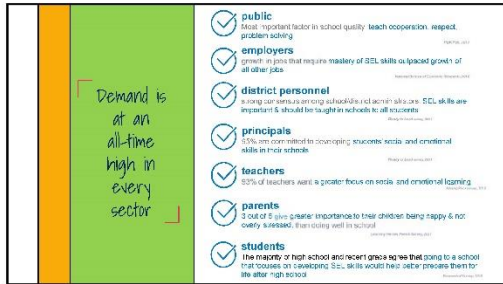 Demand is
at an
all-time
high in
every
sector
public
Most important factor in school quality: teach cooperation, respect,
problem solving
employers
growth in jobs that require mastery of SEL skills outpaced growth of
all other jobs
district personnel
strong consensus among school/district administrators: SEL skills are
important & should be taught in schools to all students
principals
95% are committed to developing students' social and emotional
skills in their schools
teachers
93% of teachers want a greater focus on social and emotional learning
parents
3 out of 5 give greater importance to their children being happy & not
overly stressed, than doing well in school
students
The majority of high school and recent grads agree that going to a school
that focuses on developing SEL skills would help better prepare them for
life after high school